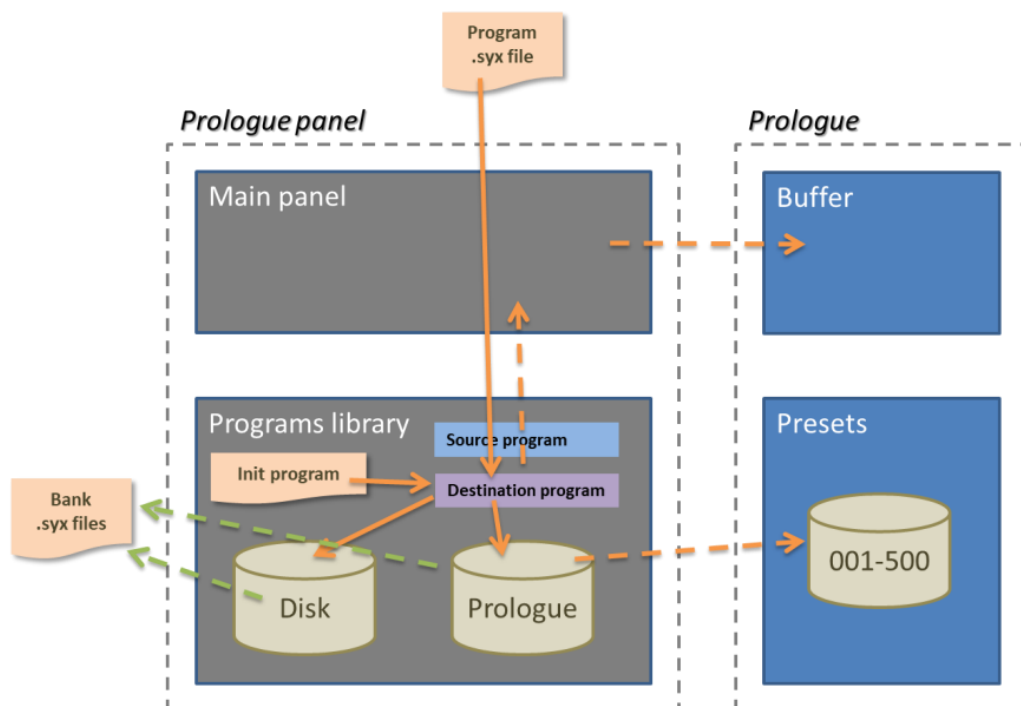 Program
.syx file
Prologue panel
Prologue
Main panel
Buffer
Programs library
Source program
Presets
Init program
Destination program
Bank
.syx files
Disk
Prologue
001-500